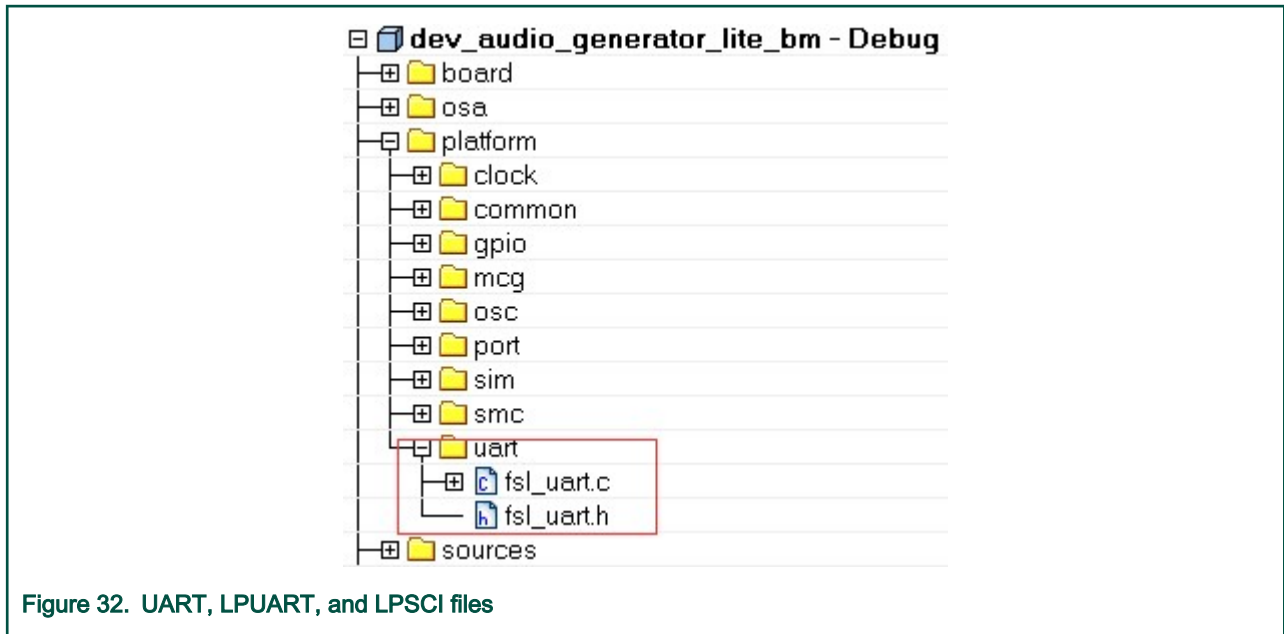 dev_audio_generator_lite_bm - Debug
board
osa
platform
clock
common
gpio
mcg
osc
port
sim
smc
uart
c fsl_uart.c
h fsl_uart.h
sources
Figure 32. UART, LPUART, and LPSCI files